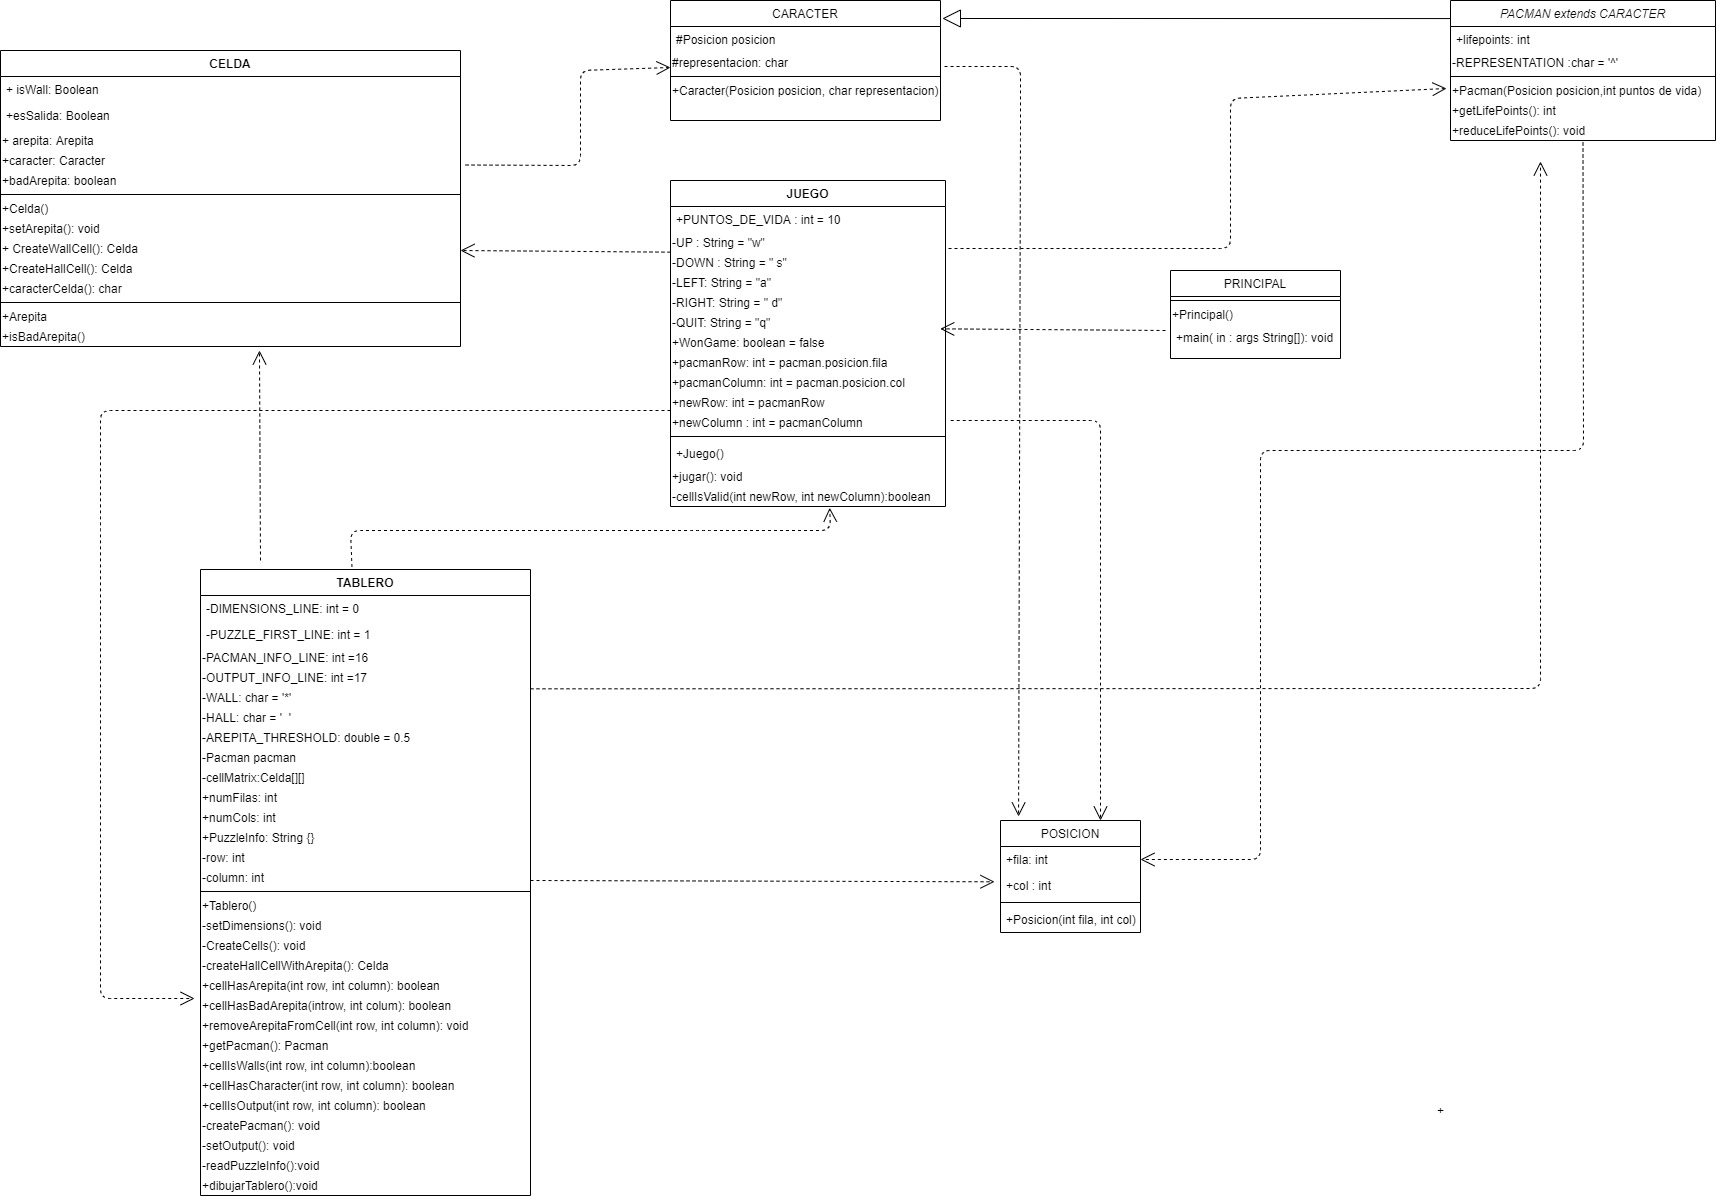 CARACTER
#Posicion posicion
#representacion: char
+Caracter(Posicion posicion, char representacion)
PACMAN extends CARACTER
+lifepoints: int
-REPRESENTATION :char = '^'
+Pacman(Posicion posicion,int puntos de vida)
+getLifePoints(): int
+reduceLifePoints(): void
CELDA
+ isWall: Boolean
+esSalida: Boolean
+ arepita: Arepita
+caracter: Caracter
+badArepita: boolean
+Celda()
+setArepita(): void
+ CreateWallCell(): Celda
+CreateHallCell(): Celda
+caracterCelda(): char
+Arepita
+isBadArepita()
JUEGO
+PUNTOS_DE_VIDA : int = 10
-UP : String = "w"
-DOWN : String = " s"
-LEFT: String = "a"
-RIGHT: String = " d"
-QUIT: String = "q"
+WonGame: boolean = false
+pacmanRow: int = pacman.posicion.fila
+pacmanColumn: int = pacman.posicion.col
+newRow: int = pacmanRow
+newColumn : int = pacmanColumn
+Juego()
+jugar(): void
-cellIsValid(int newRow, int newColumn):boolean
PRINCIPAL
+Principal()
+main( in : args String[]): void
TABLERO
-DIMENSIONS_LINE: int = 0
-PUZZLE_FIRST_LINE: int = 1
-PACMAN_INFO_LINE: int =16
-OUTPUT_INFO_LINE: int =17
-WALL: char = '*'
-HALL: char = '  '
-AREPITA_THRESHOLD: double = 0.5
-Pacman pacman
-cellMatrix:Celda[][]
+numFilas: int
+numCols: int
+PuzzleInfo: String {}
-row: int
-column: int
+Tablero()
-setDimensions(): void
-CreateCells(): void
-createHallCellWithArepita(): Celda
+cellHasArepita(int row, int column): boolean
+cellHasBadArepita(introw, int colum): boolean
+removeArepitaFromCell(int row, int column): void
+getPacman(): Pacman
+cellIsWalls(int row, int column):boolean
+cellHasCharacter(int row, int column): boolean
+cellIsOutput(int row, int column): boolean
-createPacman(): void
-setOutput(): void
-readPuzzleInfo():void
+dibujarTablero():void
POSICION
+fila: int
+col : int
+Posicion(int fila, int col)
+